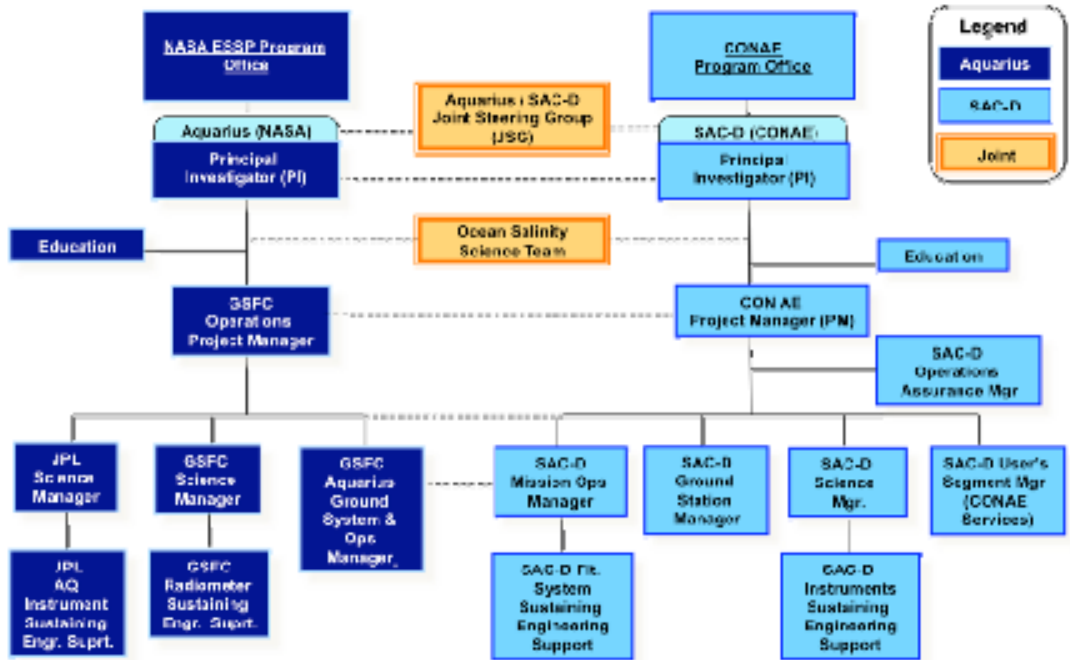 NASA ESSP Program
Office
CONAE
Program Office
Legend
Aquarius
SAC-D
Joint
Aquarius / SAC-D
Joint Steering Group
(JSG)
Aquarius (NASA)
Principal
Investigator (PI)
SAC-D (CONAE)
Principal
Investigator (PI)
Education
Ocean Salinity
Science Team
Education
GSFC
Operations
Project Manager
CONAE
Project Manager (PM)
SAC-D
Operations
Assurance Mgr
JPL
Science
Manager
GSFC
Science
Manager
GSFC
Aquarius
Ground
System &
Ops
Manager
SAC-D
Mission Ops
Manager
SAC-D
Ground
Station
Manager
SAC-D
Science
Mgr.
SAC-D User's
Segment Mgr
(CONAE
Services)
JPL
AQ
Instrument
Sustaining
Engr. Suprt.
GSFC
Radiometer
Sustaining
Engr. Suprt.
SAC-D Flt.
System
Sustaining
Engineering
Support
SAC-D
Instruments
Sustaining
Engineering
Support